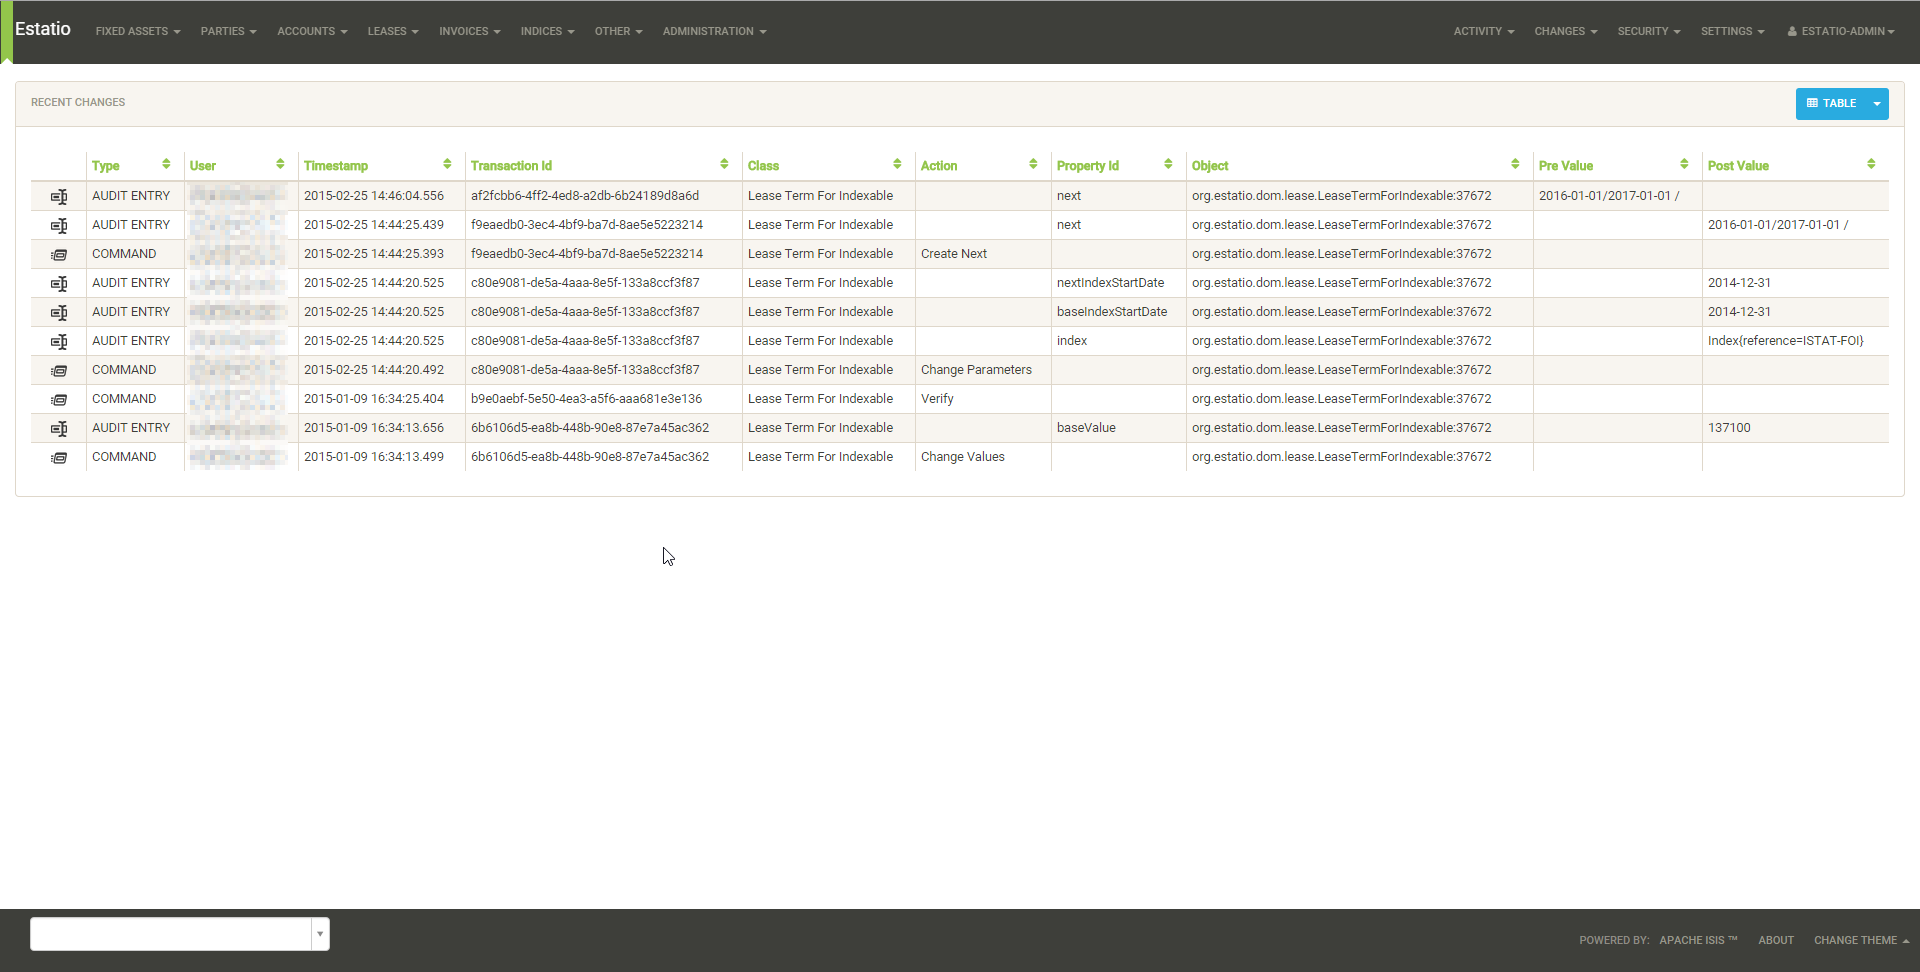 Estatio FIXED ASSETS PARTIES ACCOUNTS LEASES INVOICES INDICES OTHER ADMINISTRATION ACTIVITY CHANGES SECURITY SETTINGS ESTATIO-ADMIN
RECENT CHANGES TABLE
Type User Timestamp Transaction Id Class Action Property Id Object Pre Value Post Value
AUDIT ENTRY 2015-02-25 14:46:04.556 af2fcbb6-4ff2-4ed8-a2db-6b24189d8a6d Lease Term For Indexable next org.estatio.dom.lease.LeaseTermForIndexable:37672 2016-01-01/2017-01-01 /
AUDIT ENTRY 2015-02-25 14:44:25.439 f9eaedb0-3ec4-4bf9-ba7d-8ae5e5223214 Lease Term For Indexable next org.estatio.dom.lease.LeaseTermForIndexable:37672 2016-01-01/2017-01-01 /
COMMAND 2015-02-25 14:44:25.393 f9eaedb0-3ec4-4bf9-ba7d-8ae5e5223214 Lease Term For Indexable Create Next org.estatio.dom.lease.LeaseTermForIndexable:37672
AUDIT ENTRY 2015-02-25 14:44:20.525 c80e9081-de5a-4aaa-8e5f-133a8ccf3f87 Lease Term For Indexable nextIndexStartDate org.estatio.dom.lease.LeaseTermForIndexable:37672 2014-12-31
AUDIT ENTRY 2015-02-25 14:44:20.525 c80e9081-de5a-4aaa-8e5f-133a8ccf3f87 Lease Term For Indexable baseIndexStartDate org.estatio.dom.lease.LeaseTermForIndexable:37672 2014-12-31
AUDIT ENTRY 2015-02-25 14:44:20.525 c80e9081-de5a-4aaa-8e5f-133a8ccf3f87 Lease Term For Indexable index org.estatio.dom.lease.LeaseTermForIndexable:37672 Index{reference=ISTAT-FOI}
COMMAND 2015-02-25 14:44:20.492 c80e9081-de5a-4aaa-8e5f-133a8ccf3f87 Lease Term For Indexable Change Parameters org.estatio.dom.lease.LeaseTermForIndexable:37672
COMMAND 2015-01-09 16:34:25.404 b9e0aebf-5e50-4ea3-a5f6-aaa681e3e136 Lease Term For Indexable Verify org.estatio.dom.lease.LeaseTermForIndexable:37672
AUDIT ENTRY 2015-01-09 16:34:13.656 6b6106d5-ea8b-448b-90e8-87e7a45ac362 Lease Term For Indexable baseValue org.estatio.dom.lease.LeaseTermForIndexable:37672 137100
COMMAND 2015-01-09 16:34:13.499 6b6106d5-ea8b-448b-90e8-87e7a45ac362 Lease Term For Indexable Change Values org.estatio.dom.lease.LeaseTermForIndexable:37672
POWERED BY: APACHE ISIS ™ ABOUT CHANGE THEME